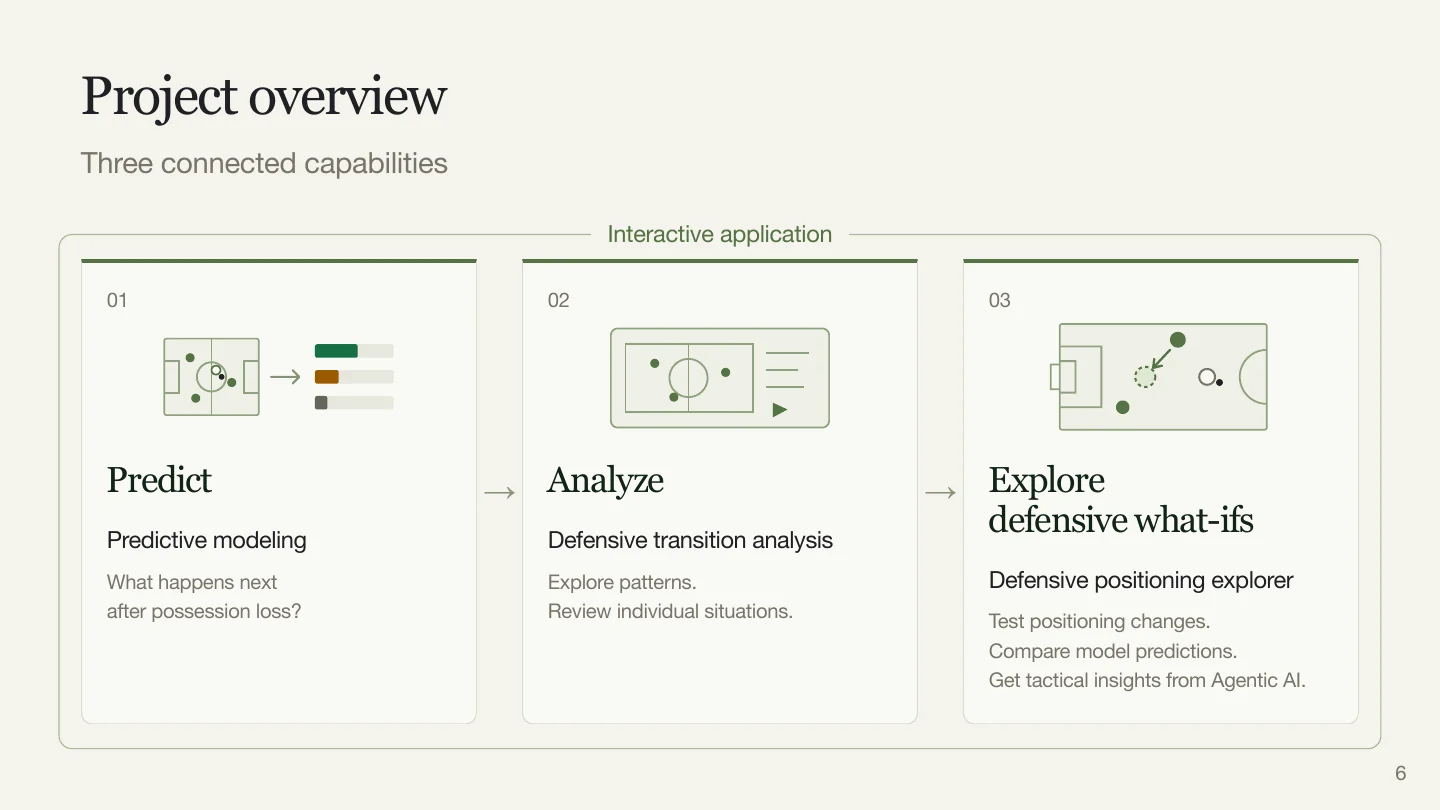 Project overview
Three connected capabilities
Interactive application
01
Predict
Predictive modeling
What happens next
after possession loss?
→
02
Analyze
Defensive transition analysis
Explore patterns.
Review individual situations.
→
03
Explore
defensive what-ifs
Defensive positioning explorer
Test positioning changes.
Compare model predictions.
Get tactical insights from Agentic AI.
6